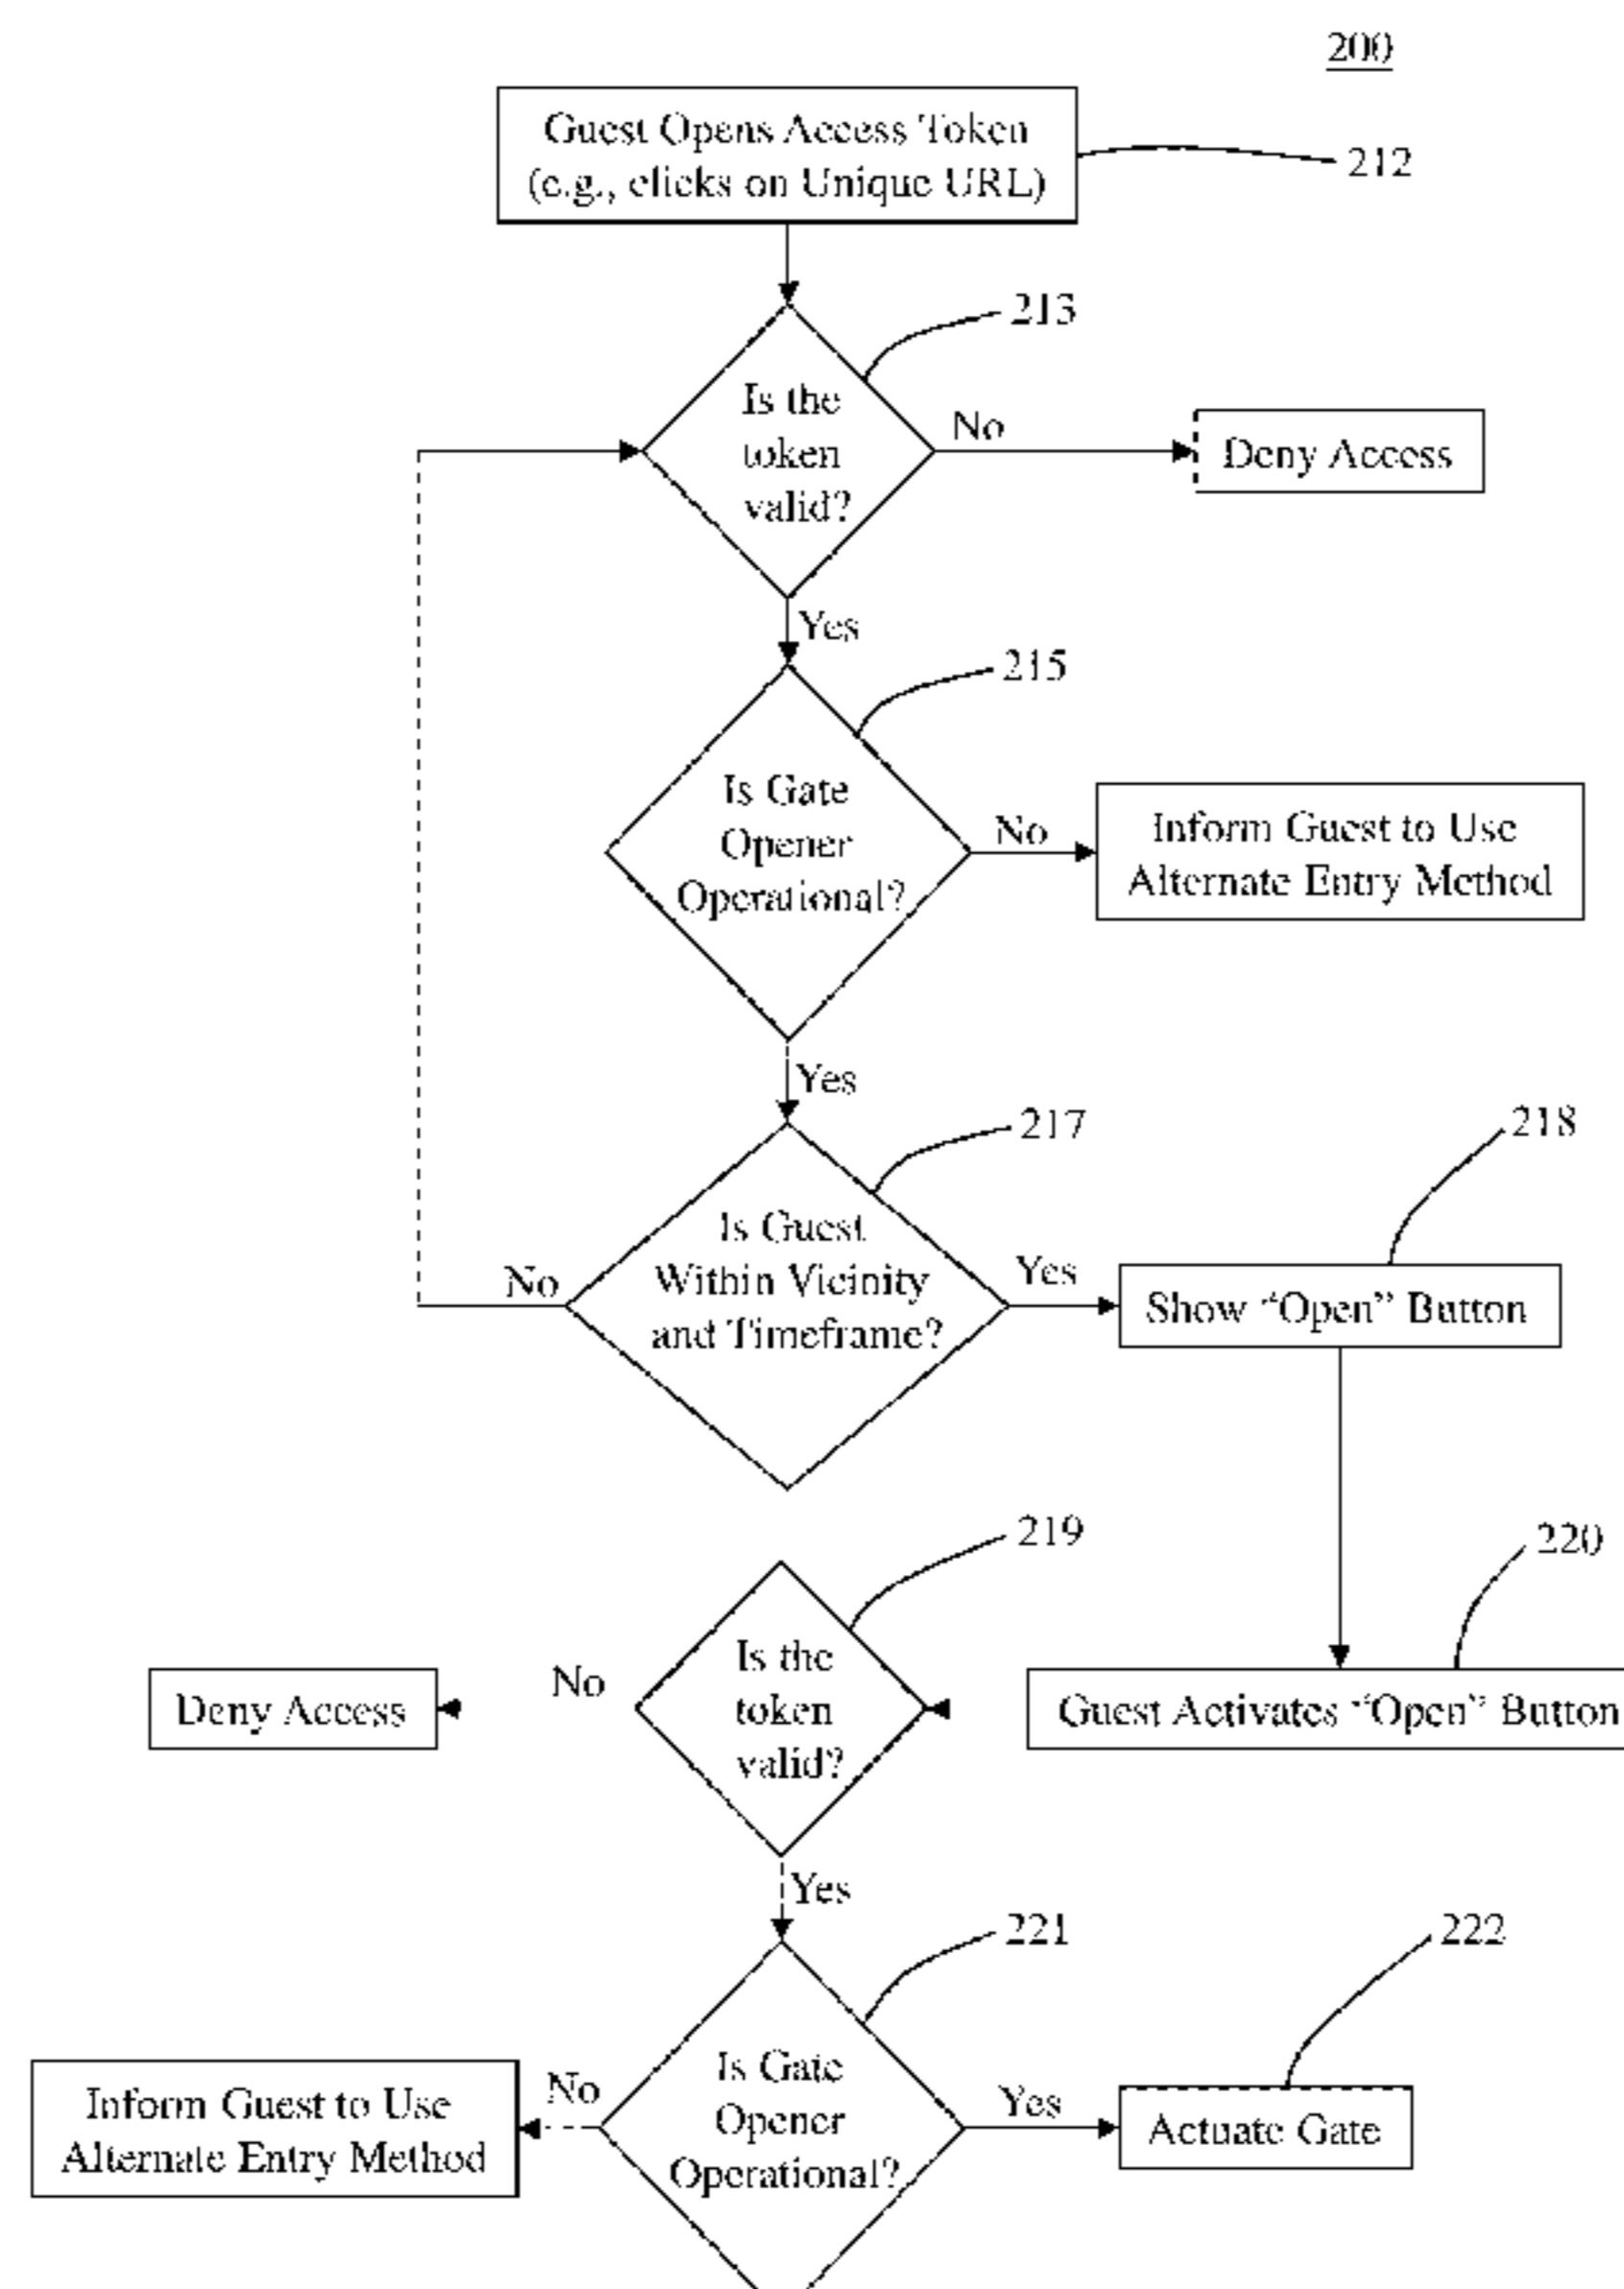 200
Guest Opens Access Token
(e.g., clicks on Unique URL)
212
213
Is the
token
valid?
No
Deny Access
Yes
215
Is Gate
Opener
Operational?
No
Inform Guest to Use
Alternate Entry Method
Yes
217
218
Is Guest
Within Vicinity
and Timeframe?
No
Yes
Show “Open” Button
219
220
Is the
token
valid?
No
Deny Access
Guest Activates “Open” Button
Yes
221
222
Is Gate
Opener
Operational?
No
Inform Guest to Use
Alternate Entry Method
Yes
Actuate Gate